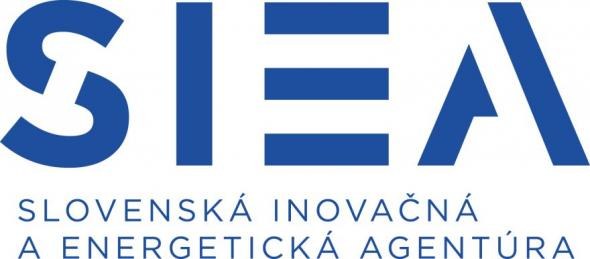 SIEA
SLOVENSKÁ INOVAČNÁ
A ENERGETICKÁ AGENTÚRA